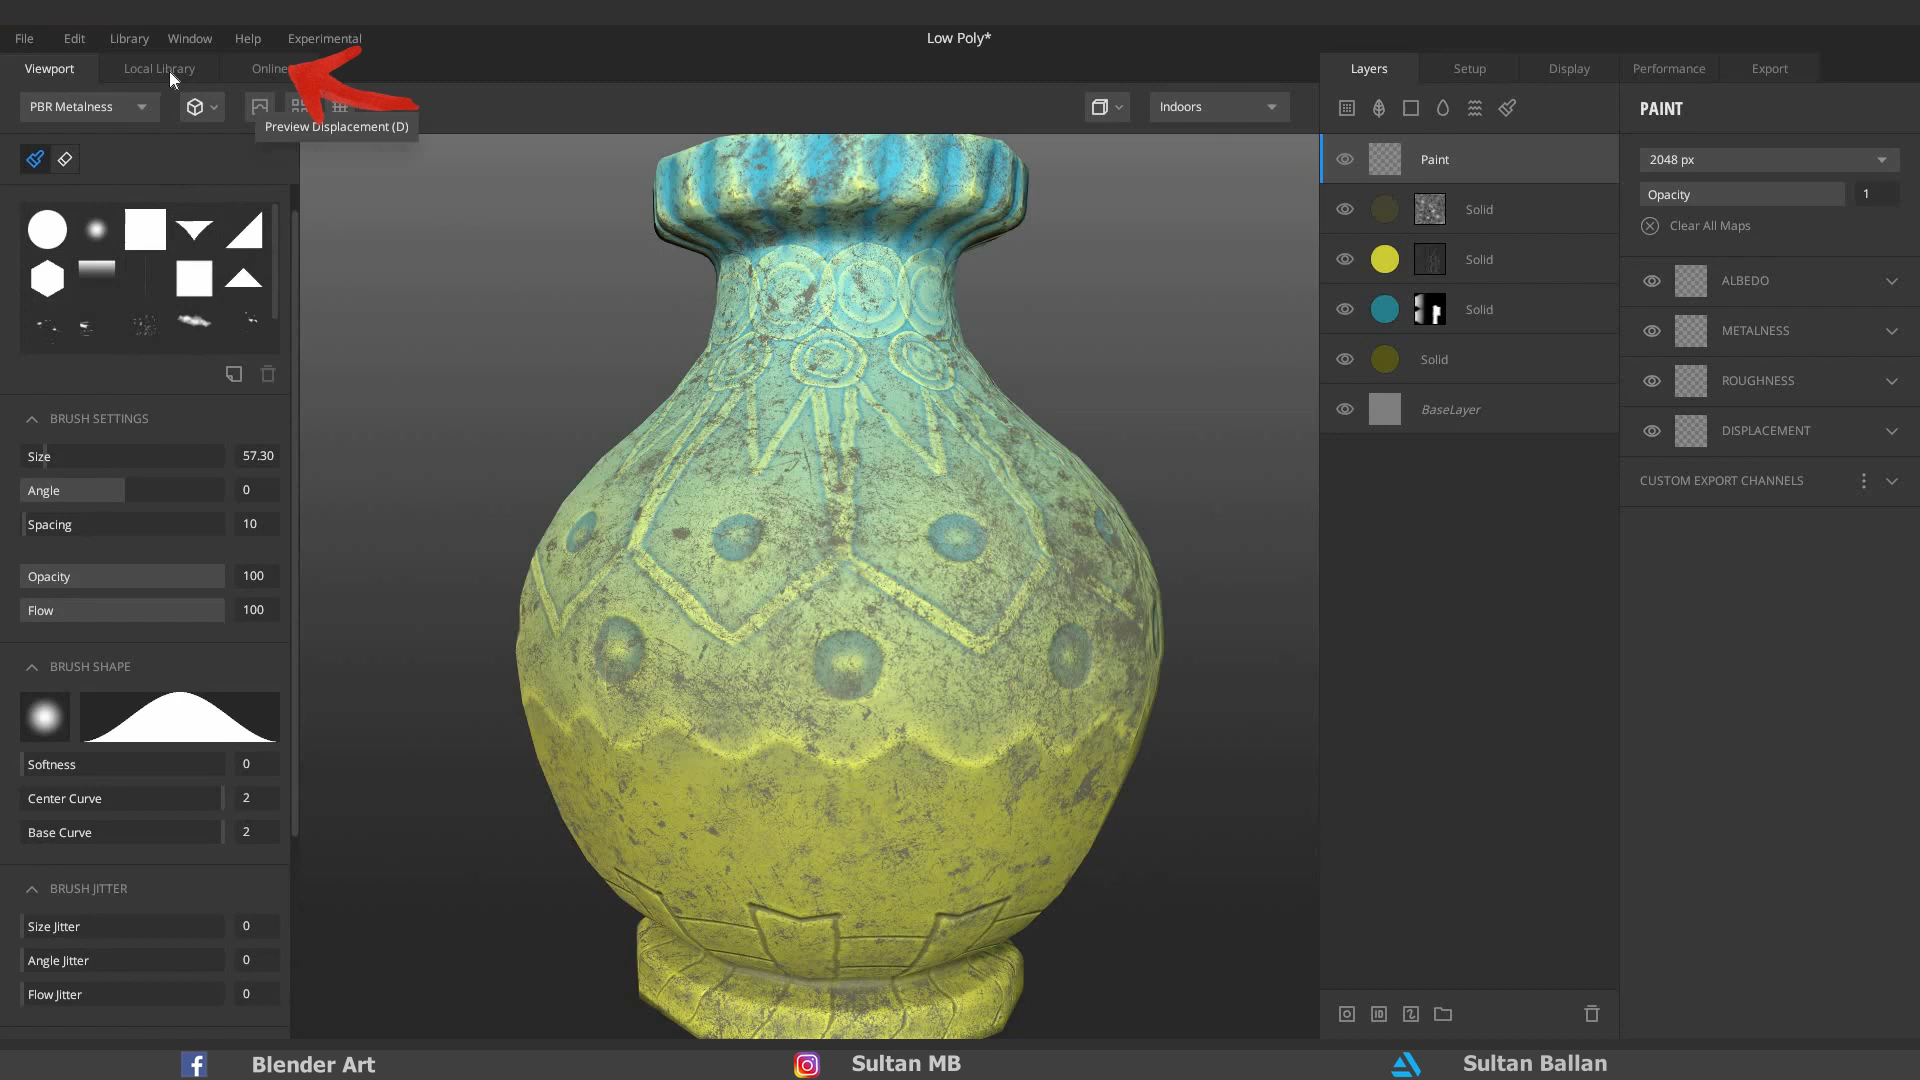 File Edit Library Window Help Experimental
Low Poly*
Viewport Local Library Online
Layers Setup Display Performance Export
PBR Metalness
Indoors
Preview Displacement (D)
PAINT
2048 px
Opacity 1
Clear All Maps
ALBEDO
METALNESS
ROUGHNESS
DISPLACEMENT
CUSTOM EXPORT CHANNELS
Paint
Solid
Solid
Solid
Solid
BaseLayer
BRUSH SETTINGS
Size 57.30
Angle 0
Spacing 10
Opacity 100
Flow 100
BRUSH SHAPE
Softness 0
Center Curve 2
Base Curve 2
BRUSH JITTER
Size Jitter 0
Angle Jitter 0
Flow Jitter 0
Blender Art
Sultan MB
Sultan Ballan